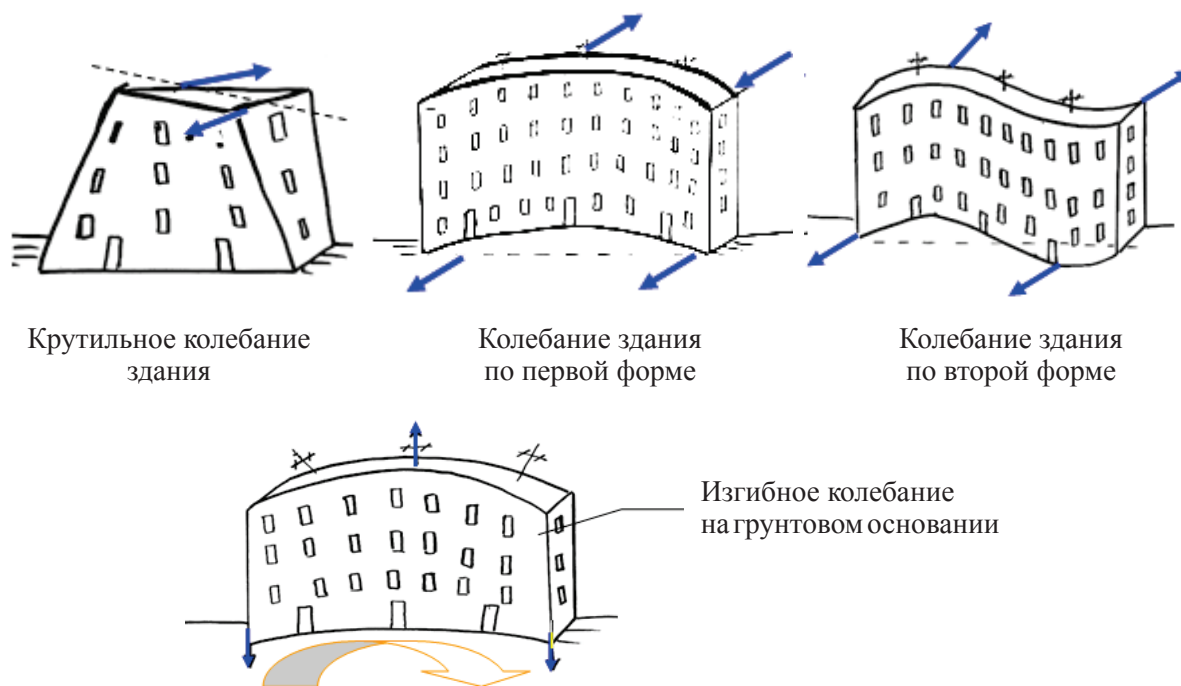 Крутильное колебание
здания
Колебание здания
по первой форме
Колебание здания
по второй форме
Изгибное колебание
на грунтовом основании